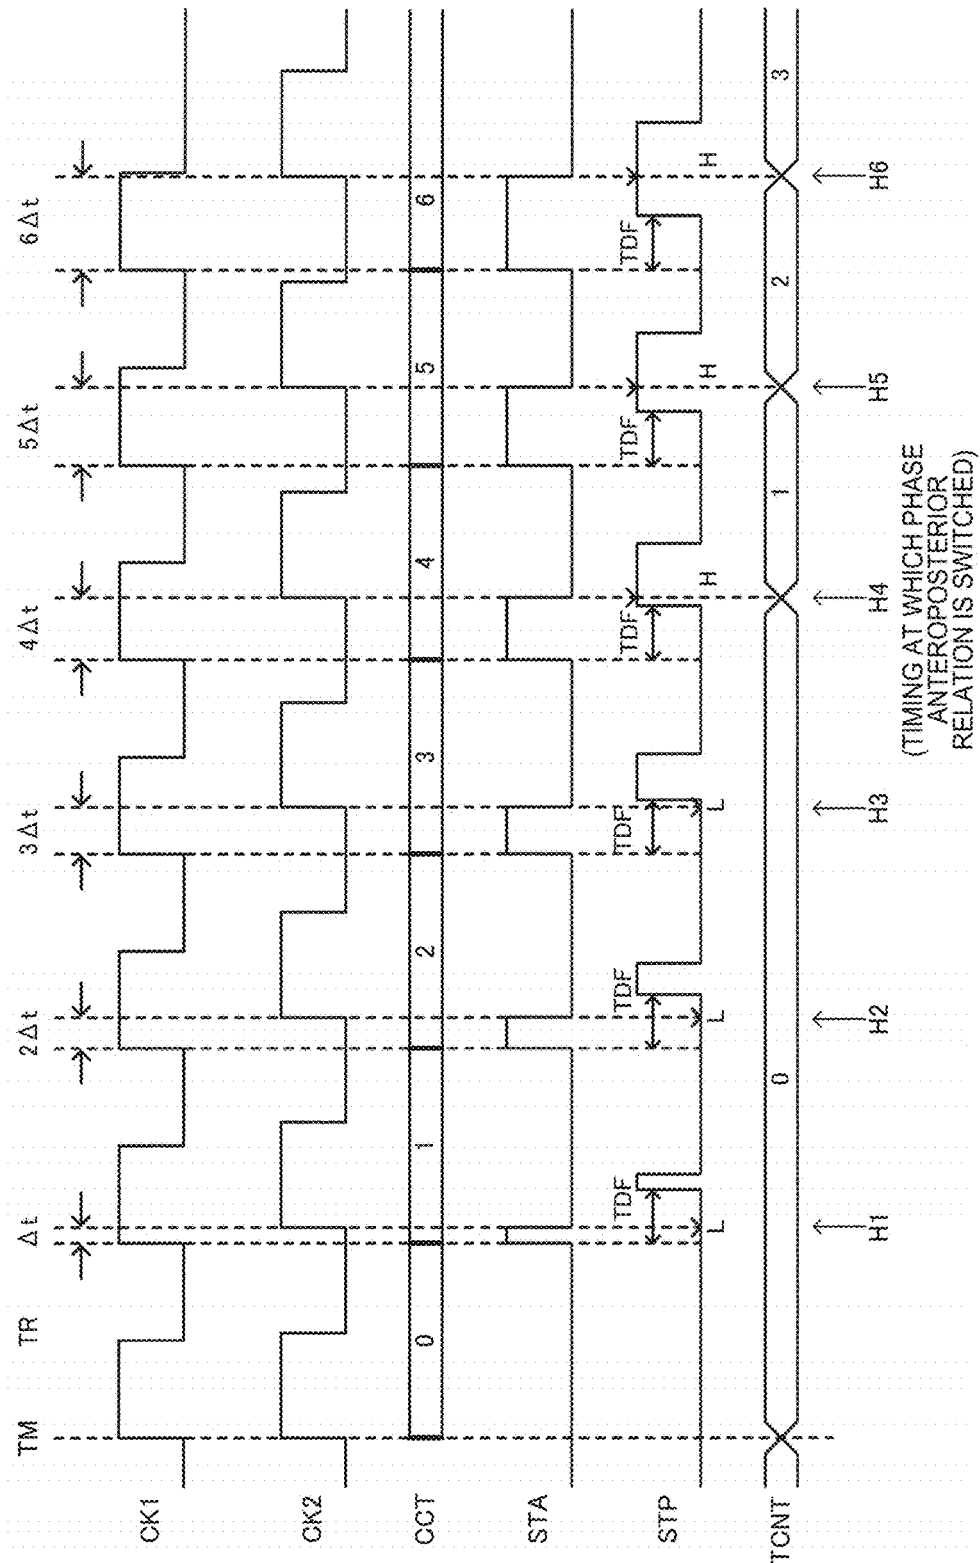 TM TR Δt 2Δt 3Δt 4Δt 5Δt 6Δt
CK1
CK2
CCT 0 1 2 3 4 5 6
STA
STP TDF TDF TDF TDF TDF TDF
L L L H H H
TCNT 0 1 2 3
H1 H2 H3 H4 H5 H6
(TIMING AT WHICH PHASE
ANTEROPOSTERIOR
RELATION IS SWITCHED)